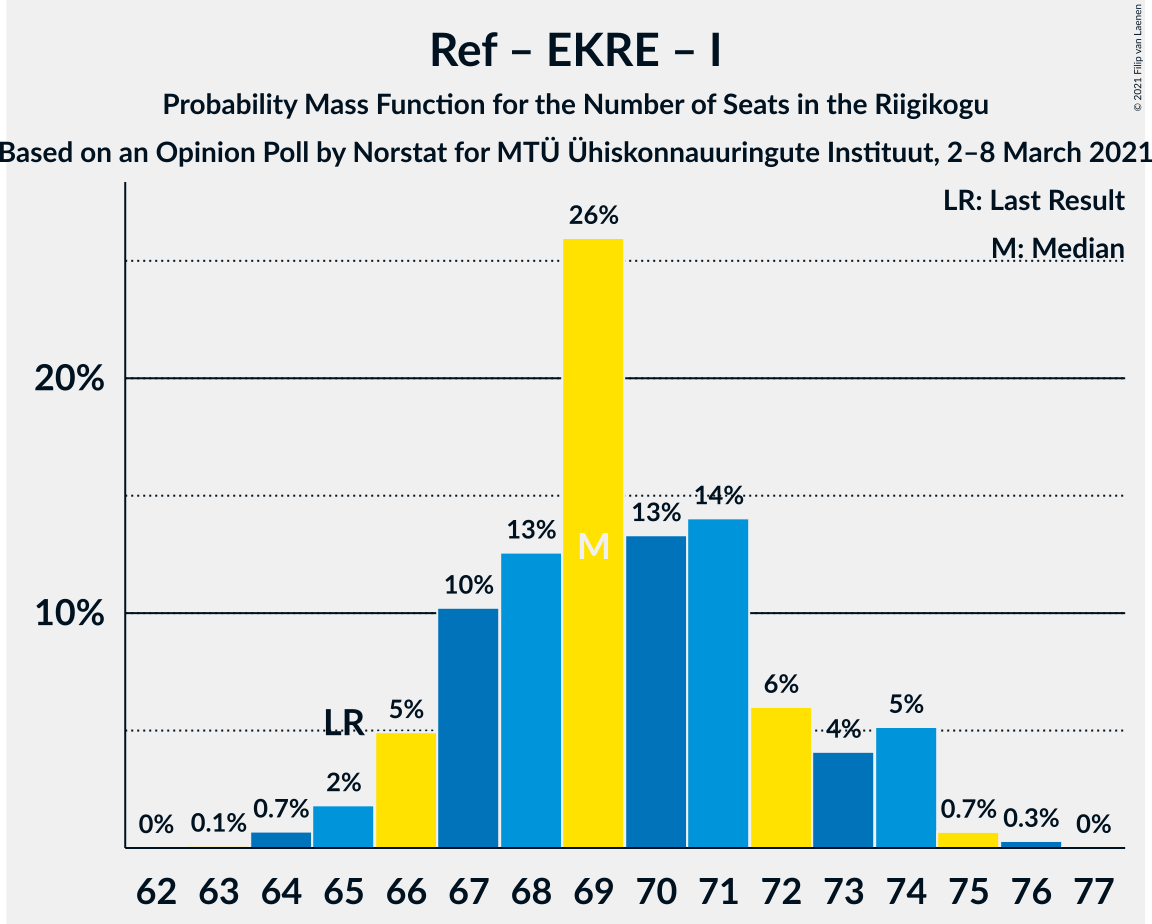 Ref – EKRE – I
Probability Mass Function for the Number of Seats in the Riigikogu
Based on an Opinion Poll by Norstat for MTÜ Ühiskonnauuringute Instituut, 2–8 March 2021
© 2021 Filip van Laenen
LR: Last Result
M: Median
26%
20%
14%
13%
13%
M
10%
10%
6%
5%
5%
LR
4%
2%
0.7%
0.7%
0.3%
0.1%
0%
0%
62 63 64 65 66 67 68 69 70 71 72 73 74 75 76 77